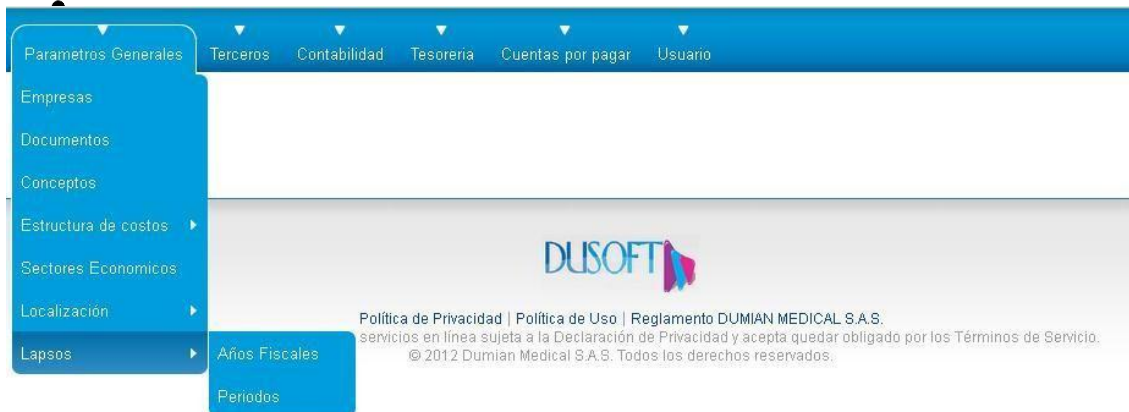 Parametros Generales Terceros Contabilidad Tesoreria Cuentas por pagar Usuario
Empresas
Documentos
Conceptos
Estructura de costos
Sectores Economicos
Localización
Lapsos
Años Fiscales
Periodos
DUSOFT
Política de Privacidad | Política de Uso | Reglamento DUMIAN MEDICAL S.A.S.
servicios en línea sujeta a la Declaración de Privacidad y acepta quedar obligado por los Términos de Servicio.
© 2012 Dumian Medical S.A.S. Todos los derechos reservados.